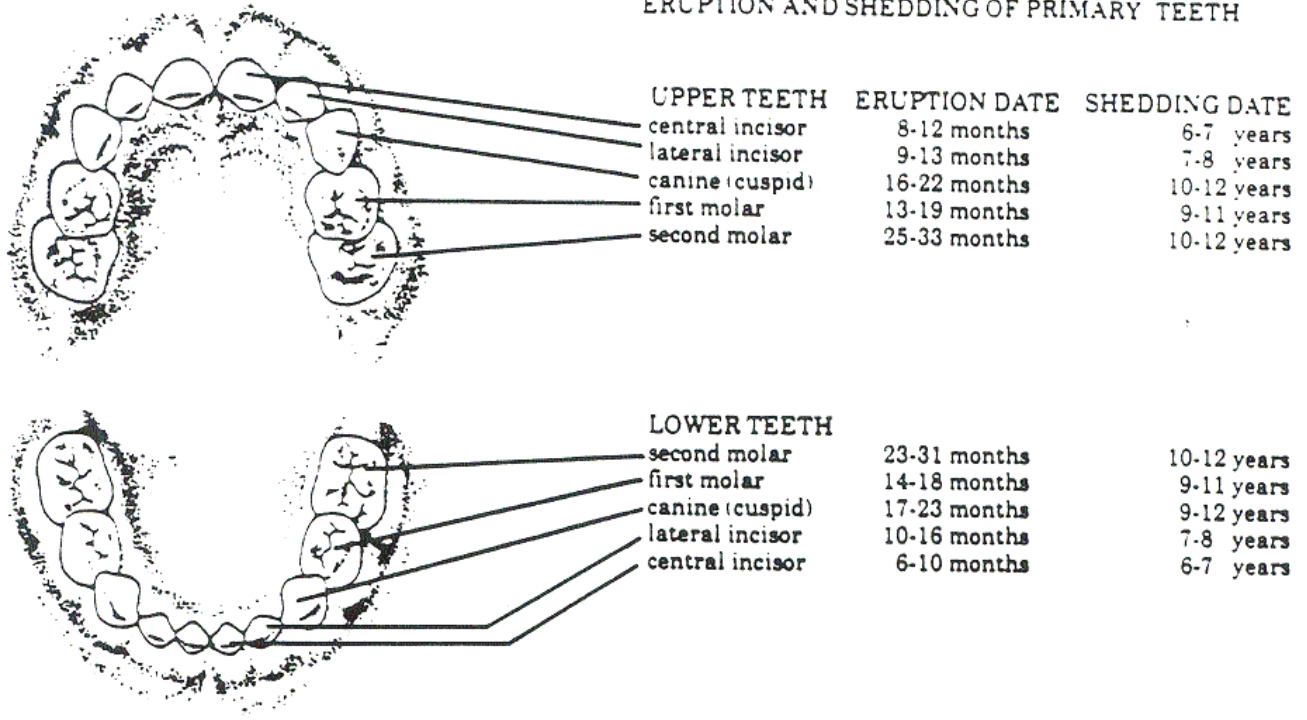 ERUPTION AND SHEDDING OF PRIMARY TEETH
UPPER TEETH ERUPTION DATE SHEDDING DATE
central incisor 8-12 months 6-7 years
lateral incisor 9-13 months 7-8 years
canine (cuspid) 16-22 months 10-12 years
first molar 13-19 months 9-11 years
second molar 25-33 months 10-12 years
LOWER TEETH
second molar 23-31 months 10-12 years
first molar 14-18 months 9-11 years
canine (cuspid) 17-23 months 9-12 years
lateral incisor 10-16 months 7-8 years
central incisor 6-10 months 6-7 years